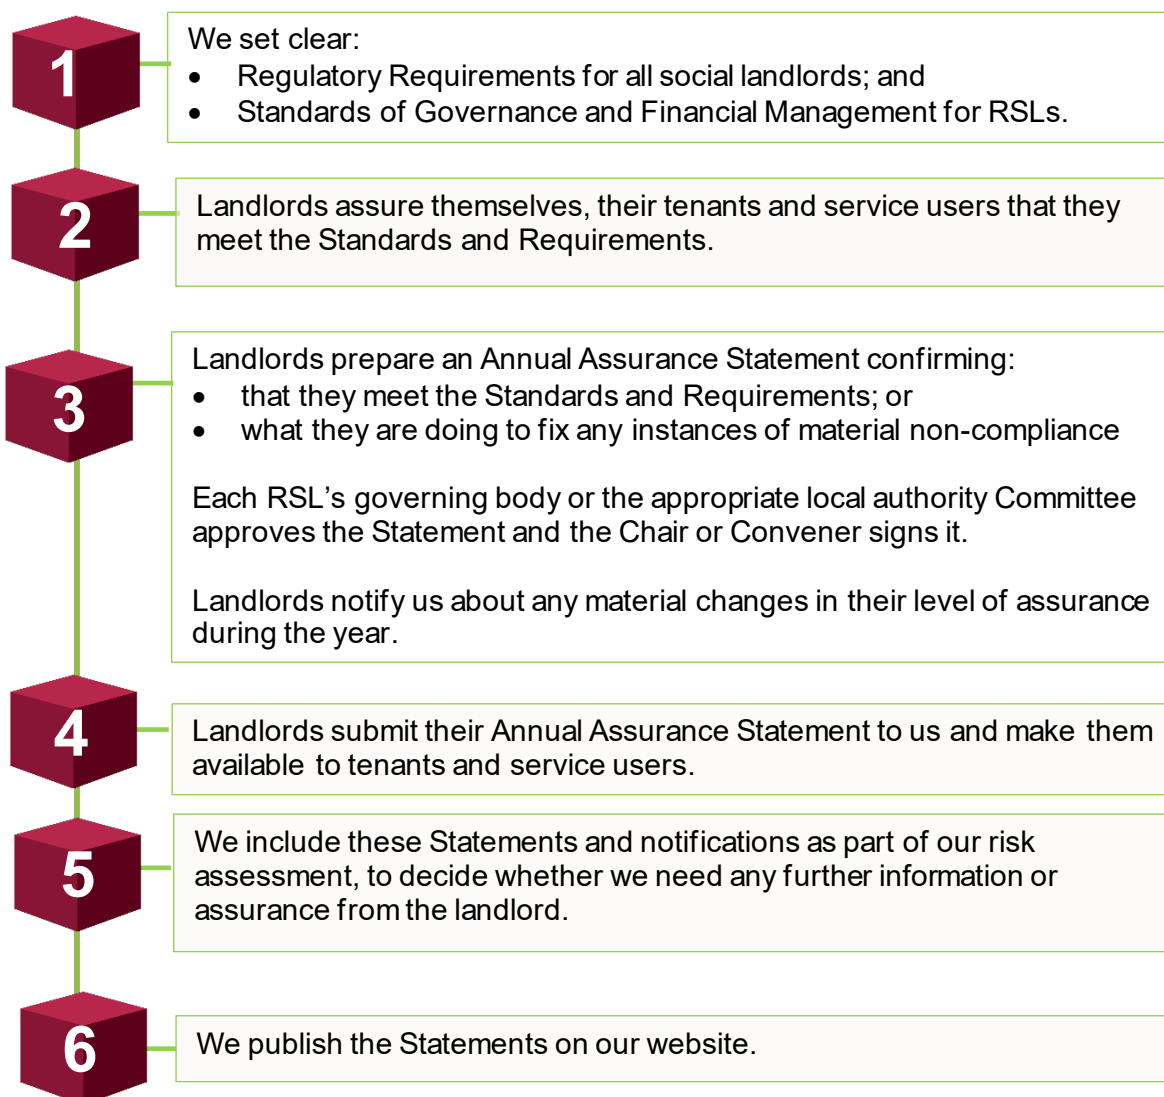 1
We set clear:
• Regulatory Requirements for all social landlords; and
• Standards of Governance and Financial Management for RSLs.
2
Landlords assure themselves, their tenants and service users that they
meet the Standards and Requirements.
3
Landlords prepare an Annual Assurance Statement confirming:
• that they meet the Standards and Requirements; or
• what they are doing to fix any instances of material non-compliance
Each RSL’s governing body or the appropriate local authority Committee
approves the Statement and the Chair or Convener signs it.
Landlords notify us about any material changes in their level of assurance
during the year.
4
Landlords submit their Annual Assurance Statement to us and make them
available to tenants and service users.
5
We include these Statements and notifications as part of our risk
assessment, to decide whether we need any further information or
assurance from the landlord.
6
We publish the Statements on our website.